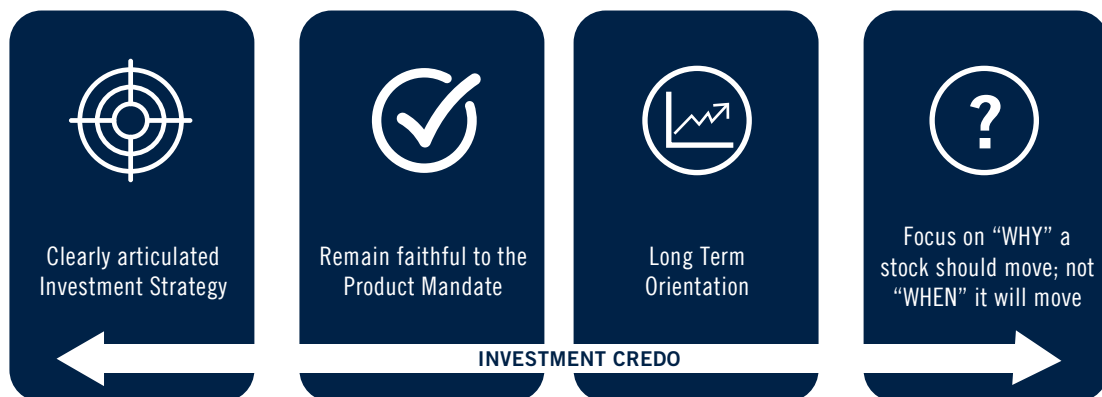 Clearly articulated
Investment Strategy
Remain faithful to the
Product Mandate
Long Term
Orientation
?
Focus on “WHY” a
stock should move; not
“WHEN” it will move
INVESTMENT CREDO